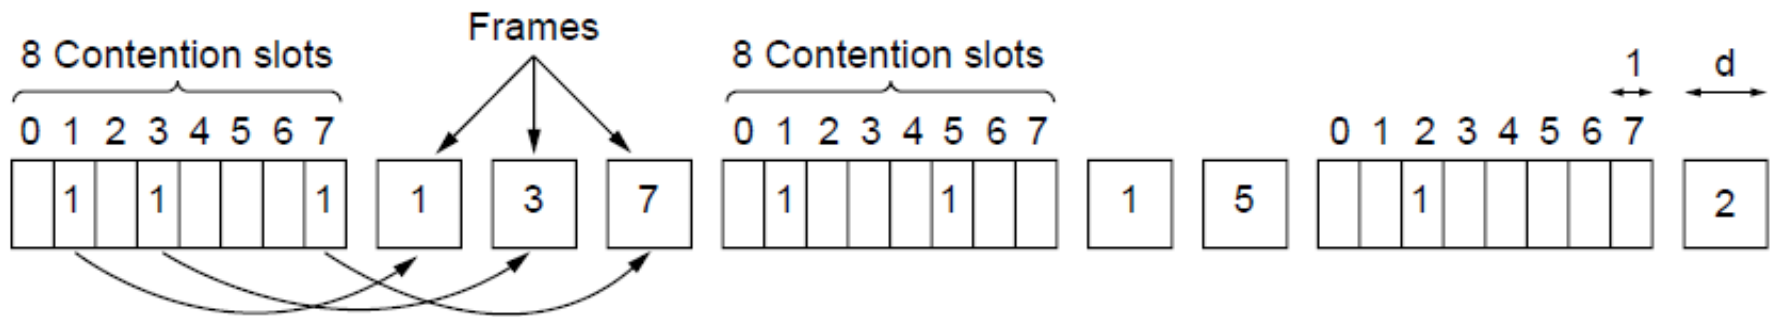 Frames
8 Contention slots 8 Contention slots 1 d
0 1 2 3 4 5 6 7 0 1 2 3 4 5 6 7 0 1 2 3 4 5 6 7
1 1 1 1 3 7 1 1 1 5 1 2